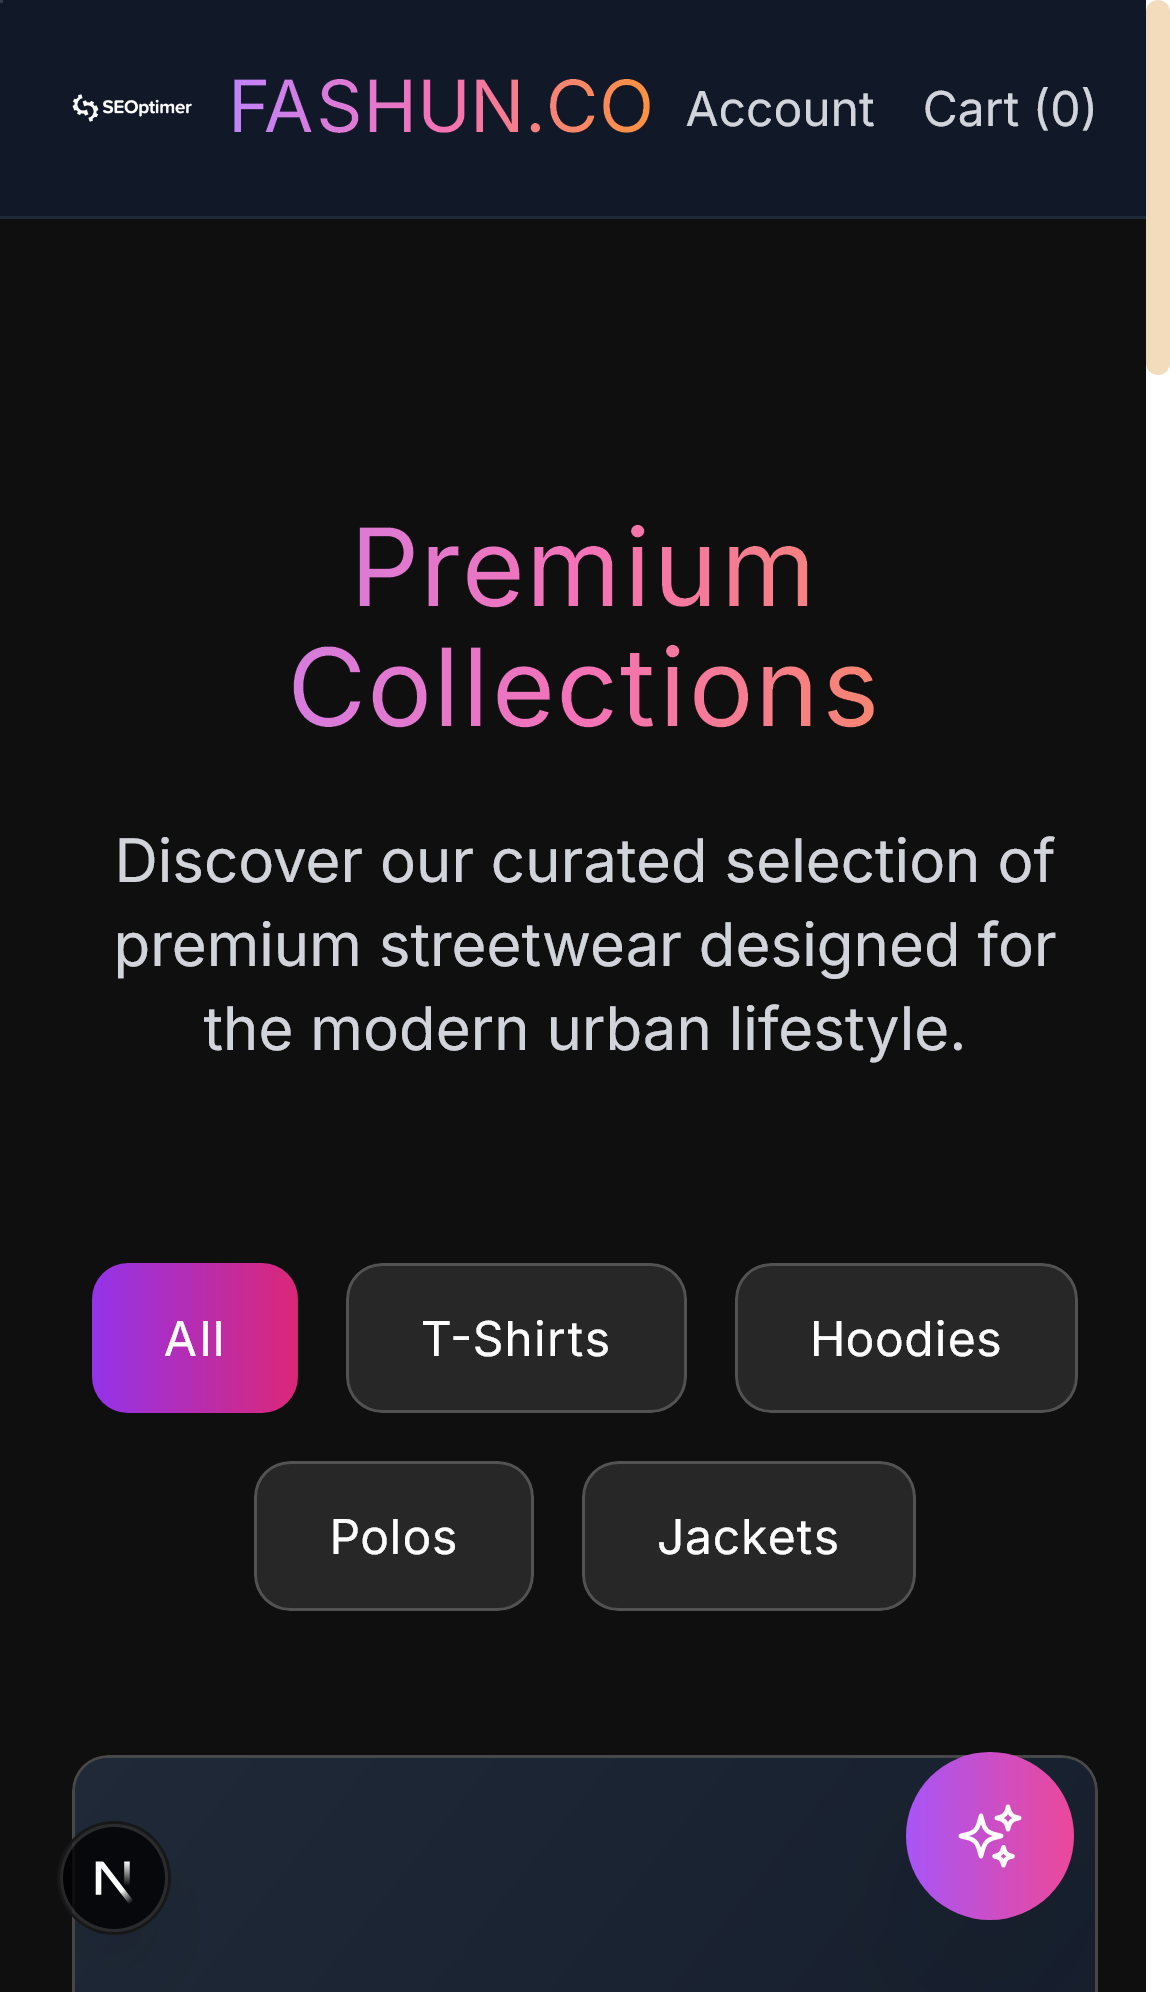 SEOptimer FASHUN.CO Account Cart (0)
Premium
Collections
Discover our curated selection of
premium streetwear designed for
the modern urban lifestyle.
All T-Shirts Hoodies
Polos Jackets
N